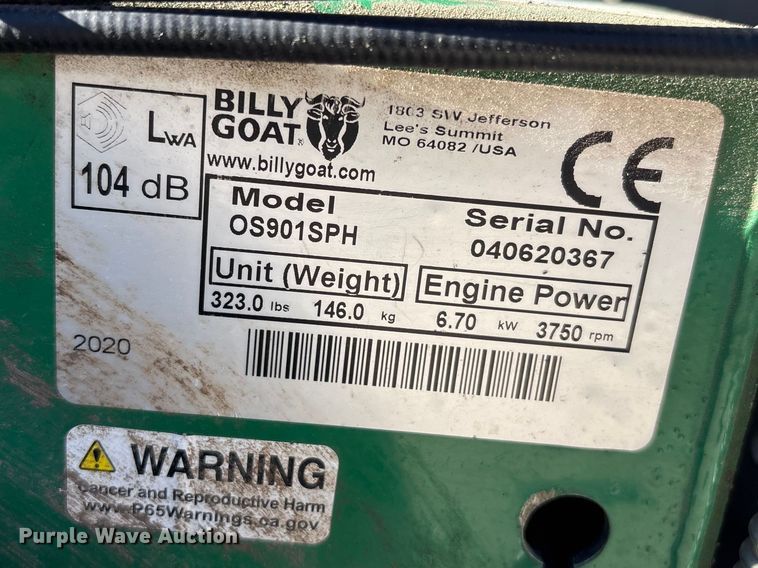 LWA
104 dB
BILLY
GOAT®
www.billygoat.com
1803 SW Jefferson
Lee's Summit
MO 64082 /USA
CE
Model
OS901SPH
Serial No.
040620367
Unit (Weight)
323.0 lbs 146.0 kg
Engine Power
6.70 kW 3750 rpm
2020
WARNING
Cancer and Reproductive Harm
www.P65Warnings.ca.gov
Purple Wave Auction